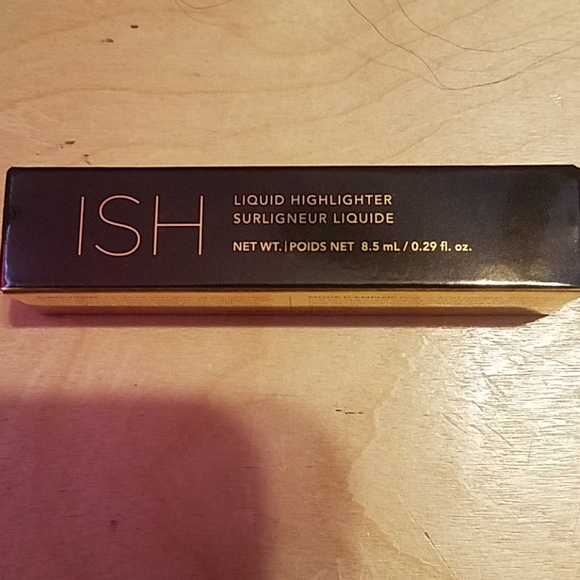 ISH
LIQUID HIGHLIGHTER
SURLIGNEUR LIQUIDE
NET WT. | POIDS NET 8.5 mL / 0.29 fl. oz.